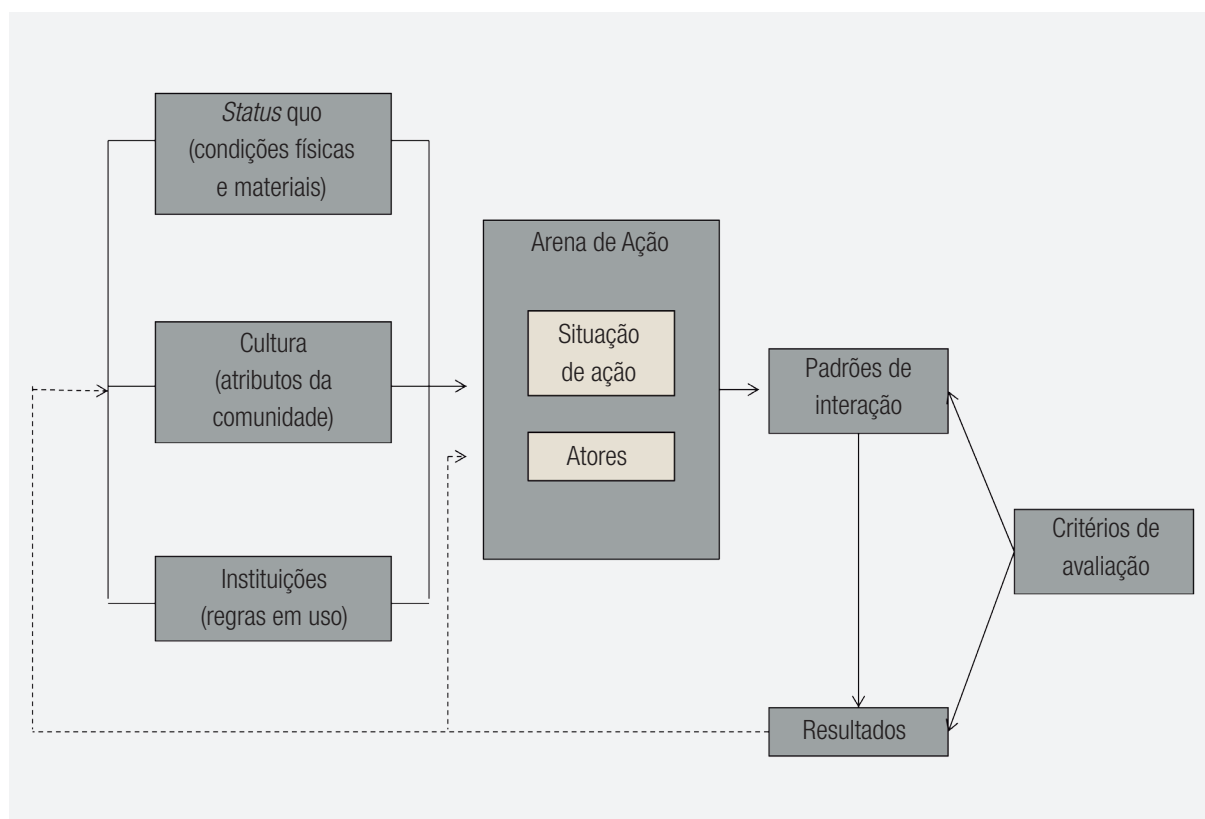 Status quo
(condições físicas
e materiais)
Cultura
(atributos da
comunidade)
Instituições
(regras em uso)
Arena de Ação
Situação
de ação
Atores
Padrões de
interação
Resultados
Critérios de
avaliação